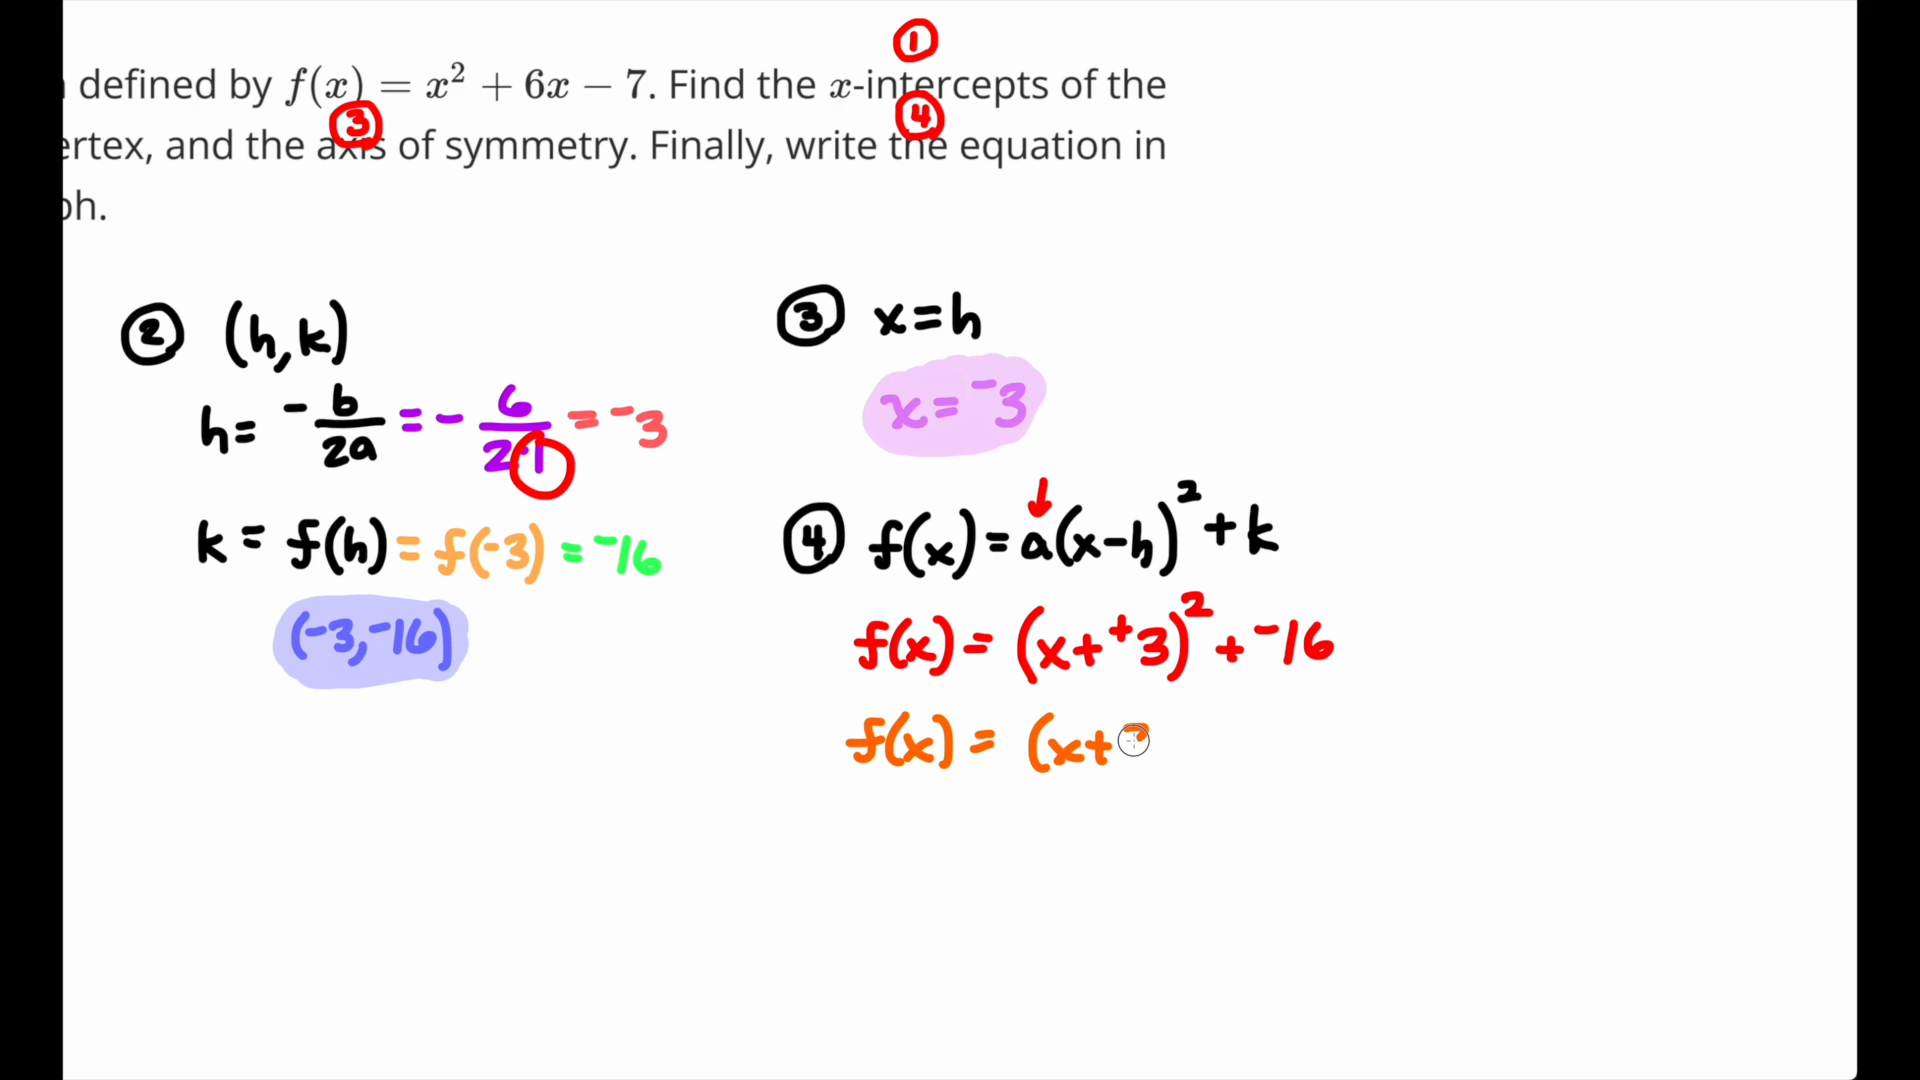 ①
defined by f(x) = x² + 6x − 7. Find the x-intercepts of the
③ ④
ertex, and the axis of symmetry. Finally, write the equation in
ph.
② (h,k)
h= -b/2a = - 6/2·1 = ⁻3
k = f(h) = f(-3) = ⁻16
(⁻3,⁻16)
③ x=h
x= ⁻3
④ f(x) = a(x-h)² + k
f(x) = (x+ ⁺3)² + ⁻16
f(x) = (x+